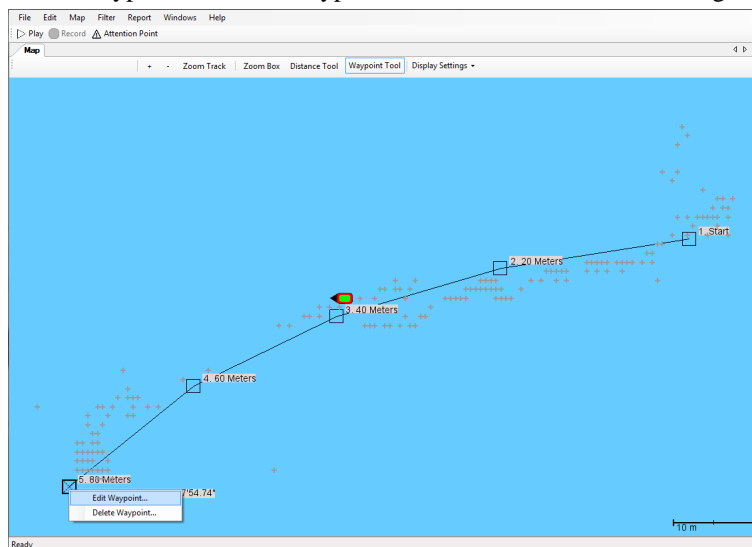 File Edit Map Filter Report Windows Help
Play Record Attention Point
Map
+ - Zoom Track Zoom Box Distance Tool Waypoint Tool Display Settings
1. Start
2. 20 Meters
3. 40 Meters
4. 60 Meters
5. 80 Meters
7'54.74"
Edit Waypoint...
Delete Waypoint...
10 m
Ready